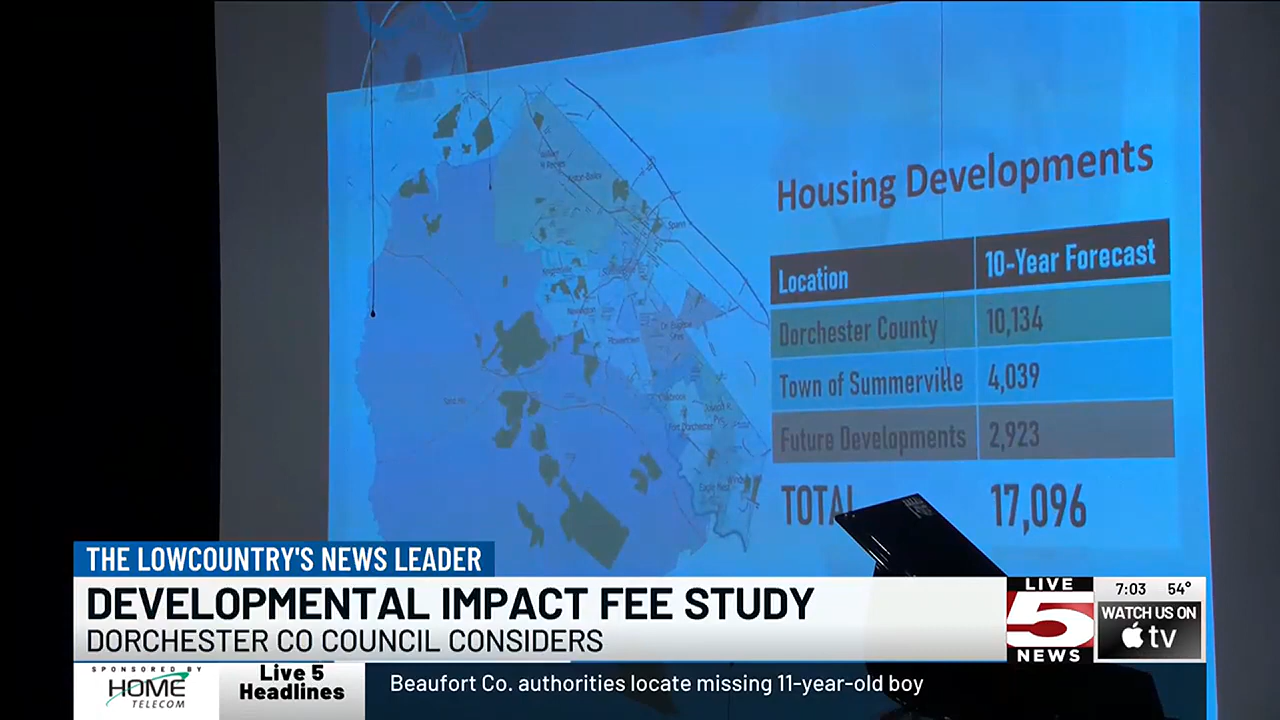 Housing Developments
Location 10-Year Forecast
Dorchester County 10,134
Town of Summerville 4,039
Future Developments 2,923
TOTAL 17,096
THE LOWCOUNTRY'S NEWS LEADER
DEVELOPMENTAL IMPACT FEE STUDY
DORCHESTER CO COUNCIL CONSIDERS
LIVE
5
NEWS
7:03 54°
WATCH US ON
tv
SPONSORED BY
HOME
TELECOM
Live 5
Headlines
Beaufort Co. authorities locate missing 11-year-old boy